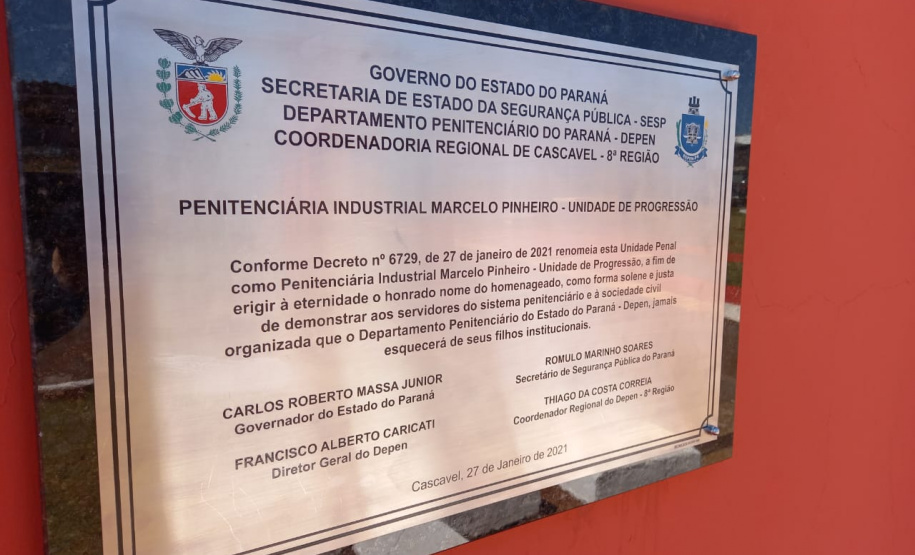 GOVERNO DO ESTADO DO PARANÁ
SECRETARIA DE ESTADO DA SEGURANÇA PÚBLICA - SESP
DEPARTAMENTO PENITENCIÁRIO DO PARANÁ - DEPEN
COORDENADORIA REGIONAL DE CASCAVEL - 8ª REGIÃO
PENITENCIÁRIA INDUSTRIAL MARCELO PINHEIRO - UNIDADE DE PROGRESSÃO
Conforme Decreto nº 6729, de 27 de janeiro de 2021 renomeia esta Unidade Penal
como Penitenciária Industrial Marcelo Pinheiro - Unidade de Progressão, a fim de
erigir à eternidade o honrado nome do homenageado, como forma solene e justa
de demonstrar aos servidores do sistema penitenciário e à sociedade civil
organizada que o Departamento Penitenciário do Estado do Paraná - Depen, jamais
esquecerá de seus filhos institucionais.
CARLOS ROBERTO MASSA JUNIOR
Governador do Estado do Paraná
ROMULO MARINHO SOARES
Secretário de Segurança Pública do Paraná
FRANCISCO ALBERTO CARICATI
Diretor Geral do Depen
THIAGO DA COSTA CORREIA
Coordenador Regional do Depen - 8ª Região
Cascavel, 27 de Janeiro de 2021